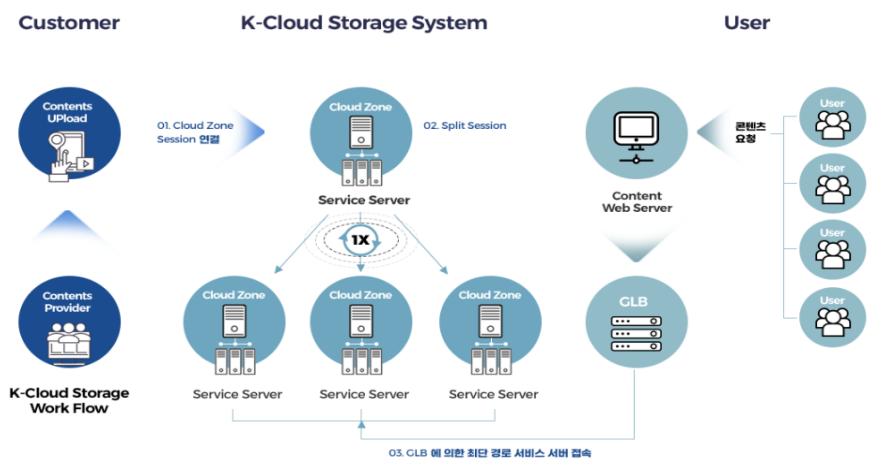 Customer
K-Cloud Storage System
User
Contents
UPload
01. Cloud Zone
Session 연결
Cloud Zone
02. Split Session
Service Server
1X
Content
Web Server
콘텐츠
요청
User
User
User
User
Contents
Provider
K-Cloud Storage
Work Flow
Cloud Zone
Cloud Zone
Cloud Zone
Service Server
Service Server
Service Server
GLB
03. GLB 에 의한 최단 경로 서비스 서버 접속